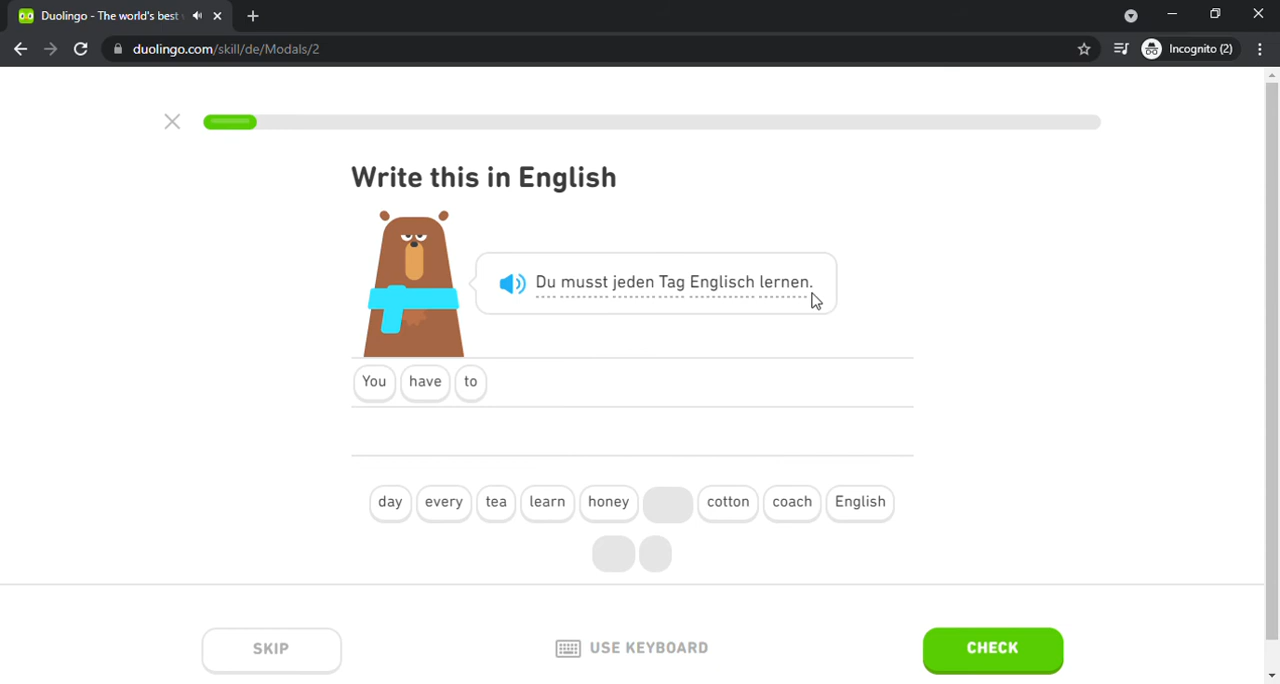 Duolingo - The world's best
duolingo.com/skill/de/Modals/2
Incognito (2)
Write this in English
Du musst jeden Tag Englisch lernen.
You have to
day every tea learn honey cotton coach English
SKIP
USE KEYBOARD
CHECK